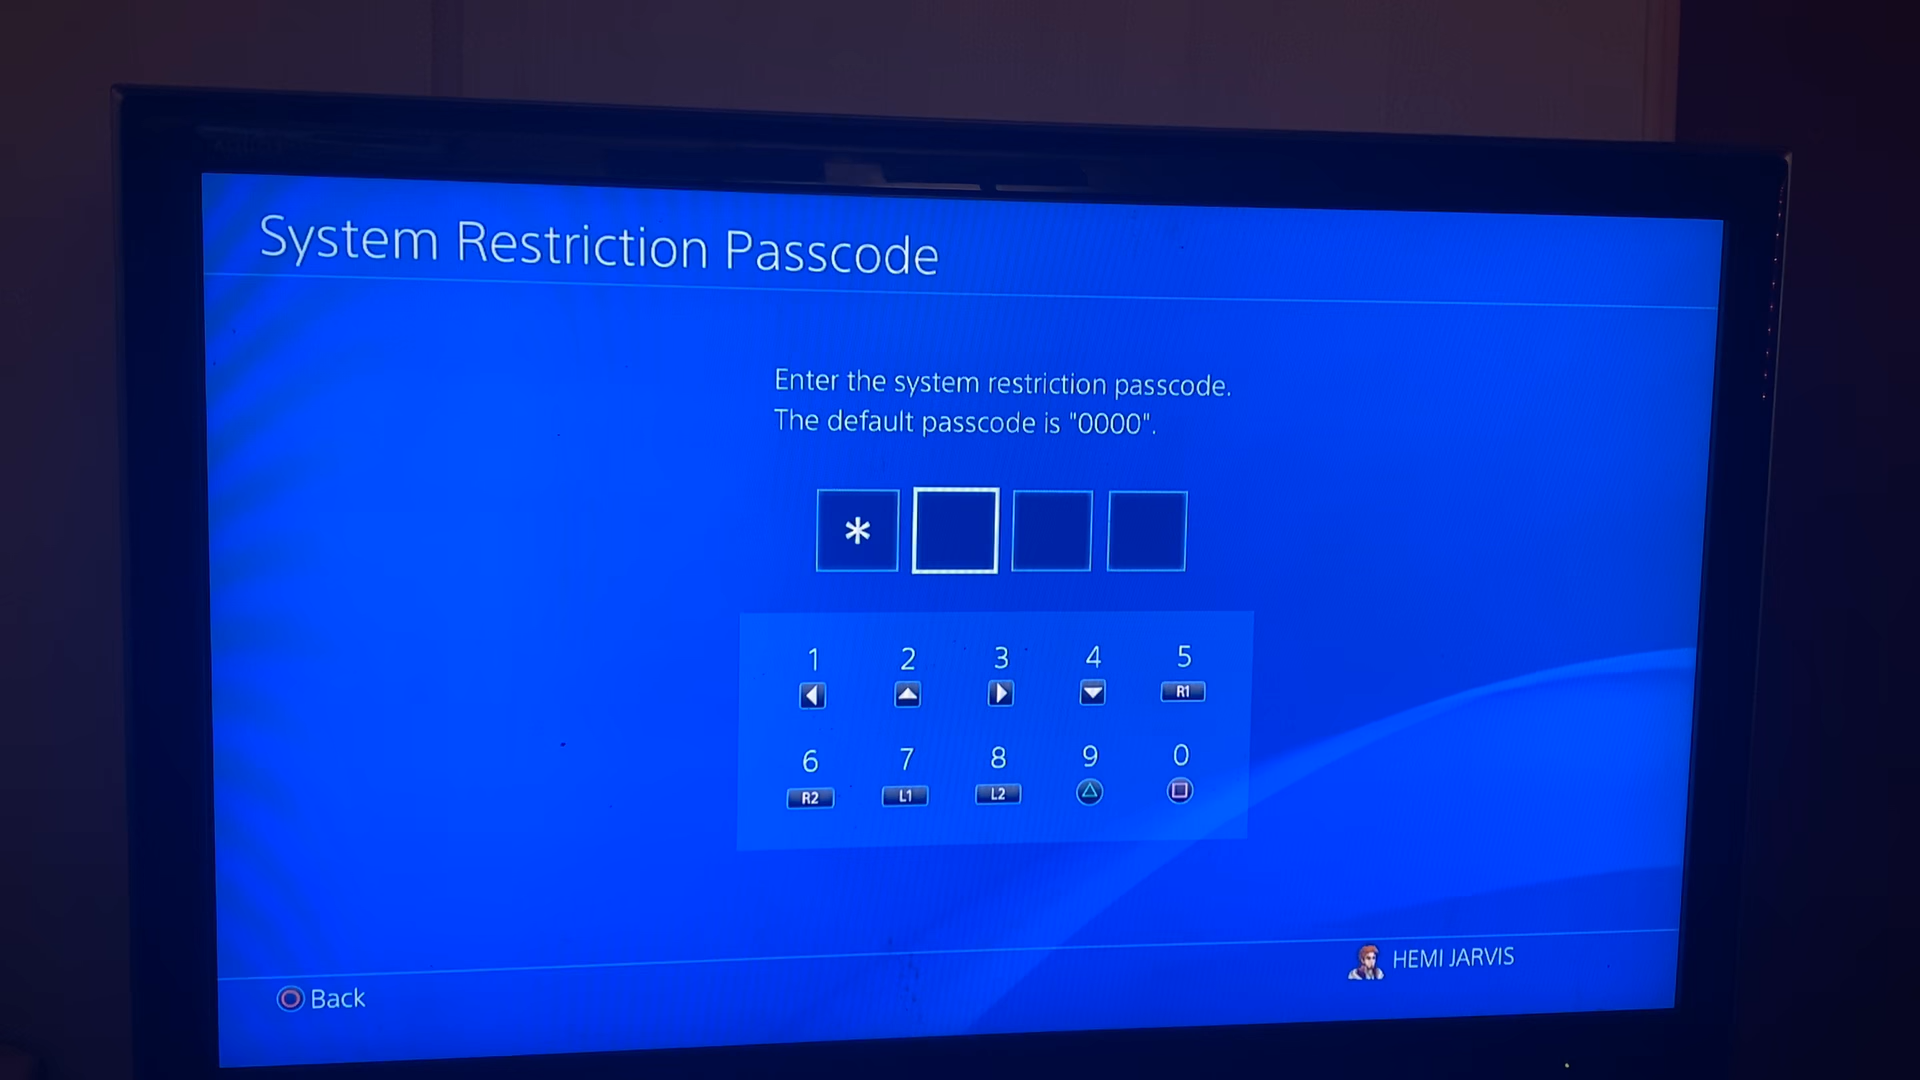 System Restriction Passcode
Enter the system restriction passcode.
The default passcode is "0000".
*
1 2 3 4 5
R1
6 7 8 9 0
R2 L1 L2
HEMI JARVIS
Back